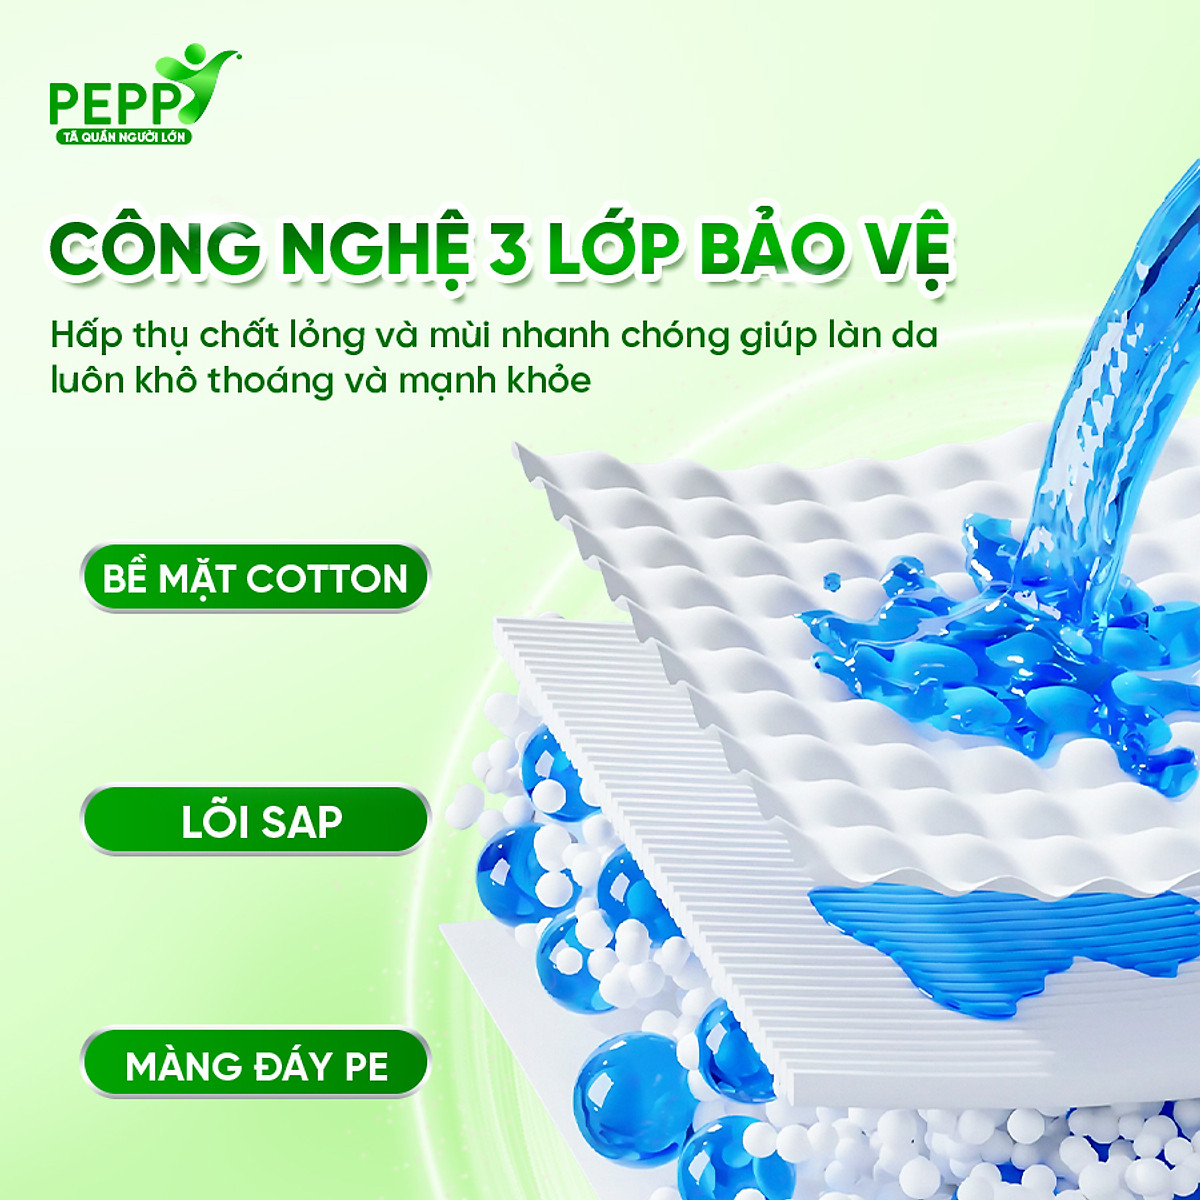 PEPPY
TÃ QUẦN NGƯỜI LỚN
CÔNG NGHỆ 3 LỚP BẢO VỆ
Hấp thụ chất lỏng và mùi nhanh chóng giúp làn da
luôn khô thoáng và mạnh khỏe
BỀ MẶT COTTON
LÕI SAP
MÀNG ĐÁY PE